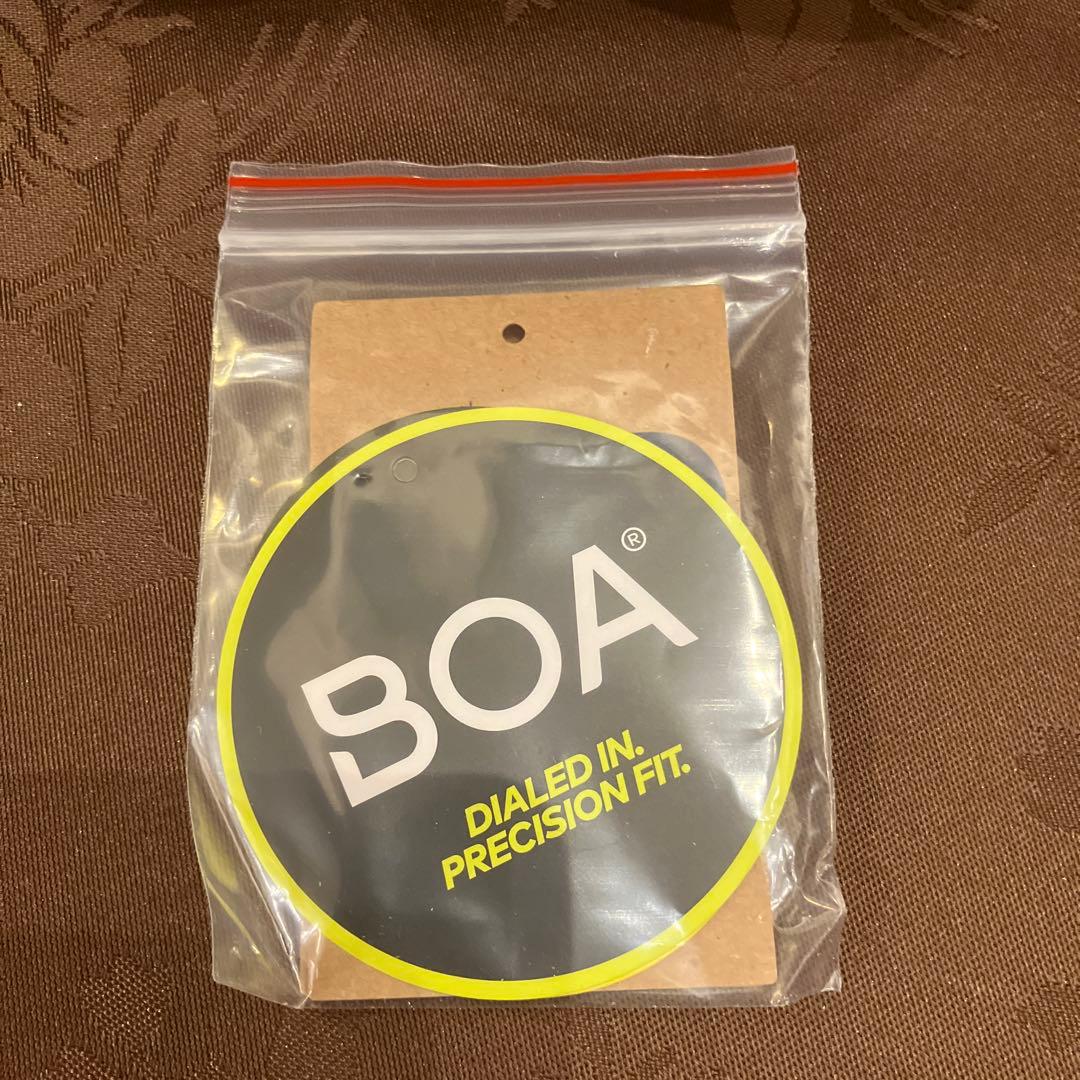 BOA®
DIALED IN.
PRECISION FIT.